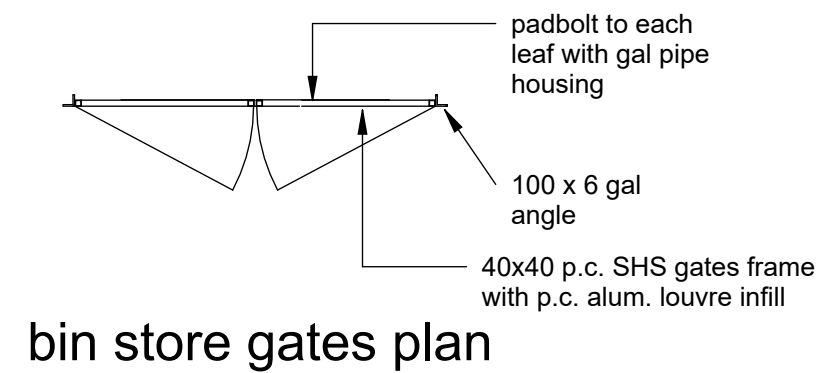 padbolt to each
leaf with gal pipe
housing
100 x 6 gal
angle
40x40 p.c. SHS gates frame
with p.c. alum. louvre infill
bin store gates plan